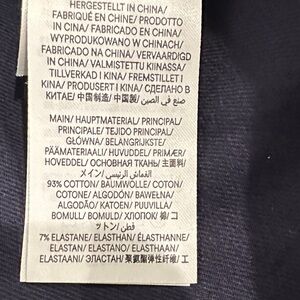 HERGESTELLT IN CHINA/
FABRIQUÉ EN CHINE/ PRODOTTO
IN CINA/ FABRICADO EN CHINA/
WYPRODUKOWANO W CHINACH/
FABRICADO NA CHINA/ VERVAARDIGD
IN CHINA/ VALMISTETTU KIINASSA/
TILLVERKAD I KINA/ FREMSTILLET I
KINA/ PRODUSERT I KINA/ СДЕЛАНО В
КИТАЕ/ 中国制造/ 中国製/ صنع في الصين
MAIN/ HAUPTMATERIAL/ PRINCIPAL/
PRINCIPALE/ TEJIDO PRINCIPAL/
GŁÓWNA/ BELANGRIJKSTE/
PÄÄMATERIAALI/ HUVUDDEL/ PRIMÆR/
HOVEDDEL/ ОСНОВНАЯ ТКАНЬ/ 主面料/
メイン/ القماش الرئيسي
93% COTTON/ BAUMWOLLE/ COTON/
COTONE/ ALGODÓN/ BAWEŁNA/
ALGODÃO/ KATOEN/ PUUVILLA/
BOMULL/ BOMULD/ ХЛОПОК/ 棉/ コ
ットン/ قطن
7% ELASTANE/ ELASTHAN/ ÉLASTHANNE/
ELASTAN/ ELASTANO/ ELASTHAAN/
ELASTAANI/ ЭЛАСТАН/ 聚氨酯弹性纤维/ エ